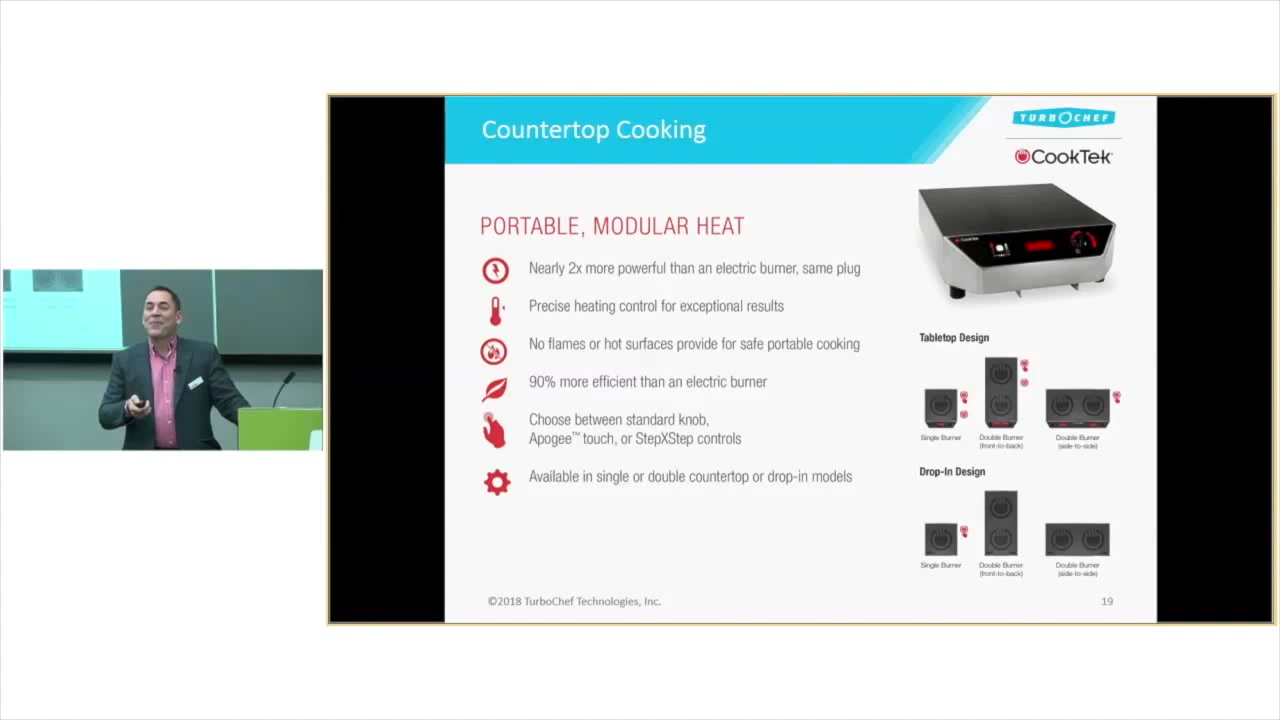 Countertop Cooking
TURBOCHEF
CookTek
PORTABLE, MODULAR HEAT
Nearly 2x more powerful than an electric burner, same plug
Precise heating control for exceptional results
No flames or hot surfaces provide for safe portable cooking
90% more efficient than an electric burner
Choose between standard knob,
Apogee™ touch, or StepXStep controls
Available in single or double countertop or drop-in models
CookTek
Tabletop Design
Single Burner
Double Burner
(front-to-back)
Double Burner
(side-to-side)
Drop-In Design
Single Burner
Double Burner
(front-to-back)
Double Burner
(side-to-side)
©2018 TurboChef Technologies, Inc.
19